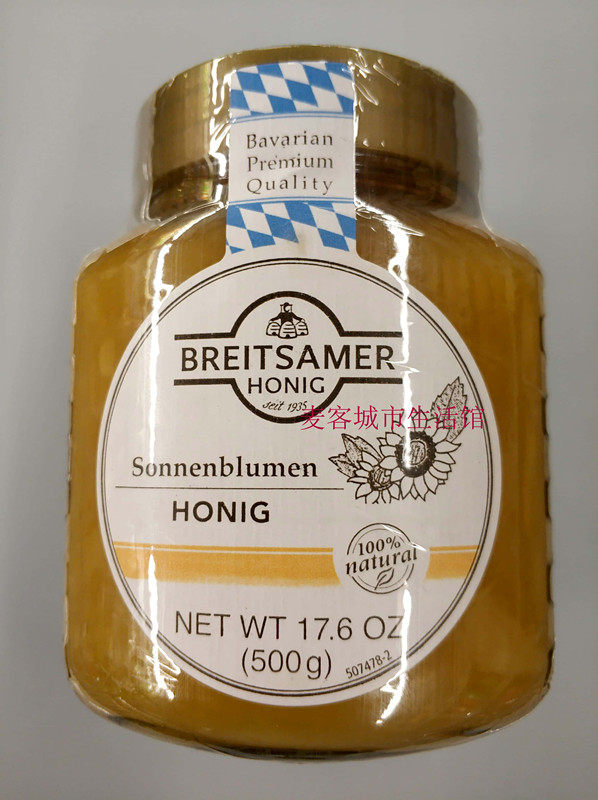 Bavarian
Premium
Quality
BREITSAMER
HONIG
seit 1935
麦客城市生活馆
Sonnenblumen
HONIG
100%
natural
NET WT 17.6 OZ
(500g)
507478-2